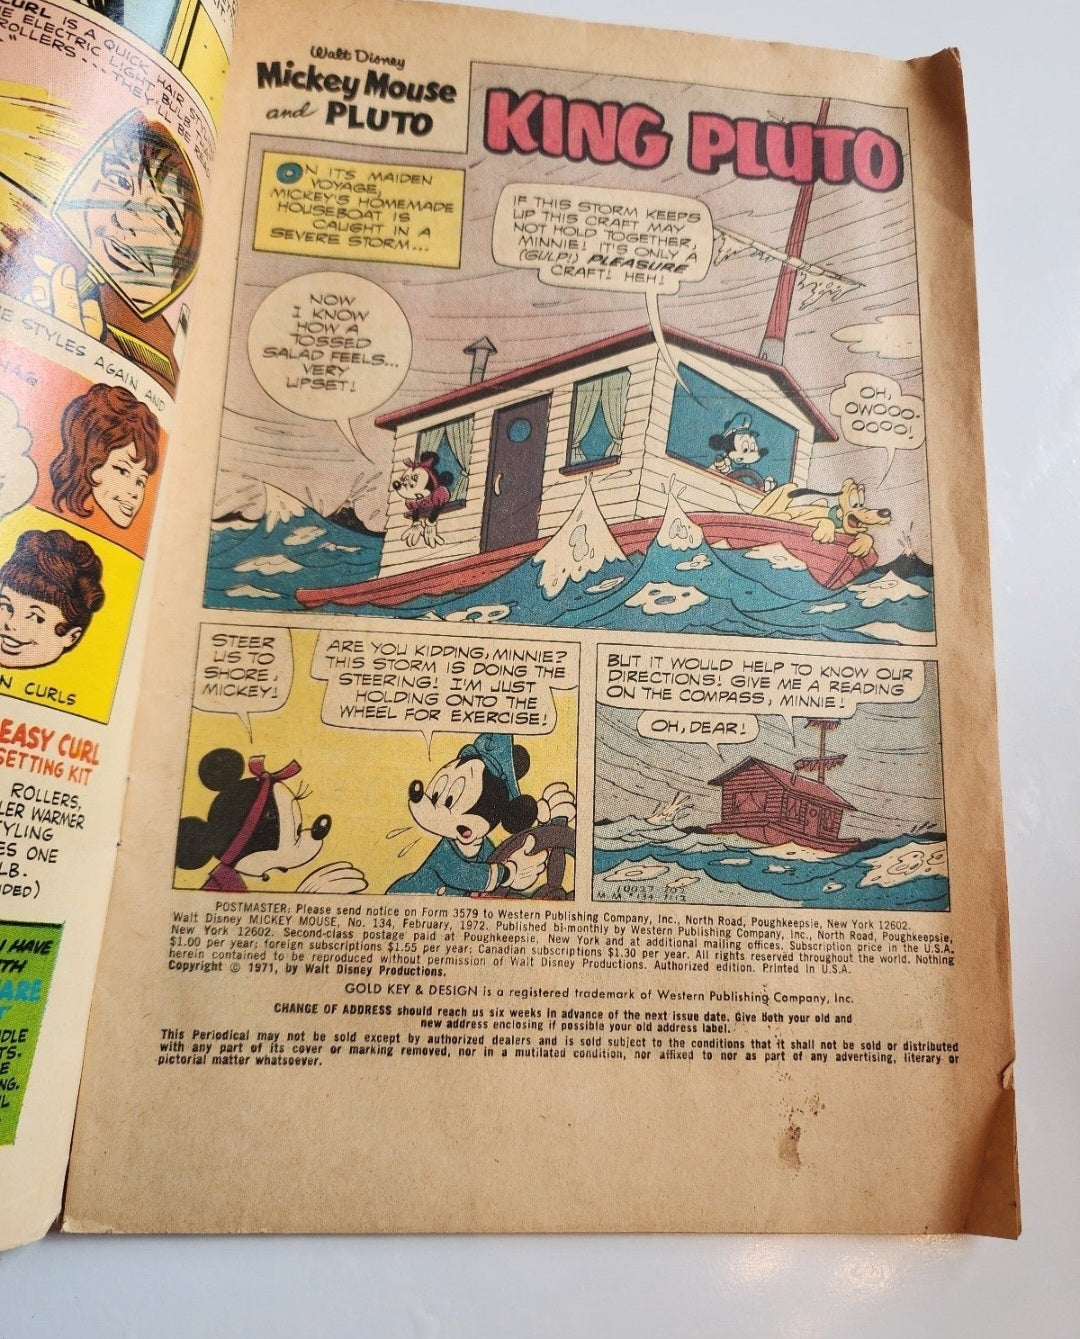 CURL IS A QUICK HAIR
ELECTRIC LIGHT BULB
ROLLERS... THEY'LL BE
STYLES AGAIN AND
N CURLS
EASY CURL
SETTING KIT
ROLLERS,
WARMER
ONE
Walt Disney
Mickey Mouse
and PLUTO
KING PLUTO
ON ITS MAIDEN
VOYAGE,
MICKEY'S HOMEMADE
HOUSEBOAT IS
CAUGHT IN A
SEVERE STORM...
IF THIS STORM KEEPS
UP THIS CRAFT MAY
NOT HOLD TOGETHER,
MINNIE! IT'S ONLY A
(GULP!) PLEASURE
CRAFT! HEH!
NOW
I KNOW
HOW A
TOSSED
SALAD FEELS...
VERY
UPSET!
OH,
OWOOO-
OOOO!
STEER
US TO
SHORE,
MICKEY!
ARE YOU KIDDING, MINNIE?
THIS STORM IS DOING THE
STEERING! I'M JUST
HOLDING ONTO THE
WHEEL FOR EXERCISE!
BUT IT WOULD HELP TO KNOW OUR
DIRECTIONS! GIVE ME A READING
ON THE COMPASS, MINNIE!
OH, DEAR!
POSTMASTER: Please send notice on Form 3579 to Western Publishing Company, Inc., North Road, Poughkeepsie, New York 12602.
Walt Disney MICKEY MOUSE, No. 134, February, 1972. Published bi-monthly by Western Publishing Company, Inc., North Road, Poughkeepsie,
New York 12602. Second-class postage paid at Poughkeepsie, New York and at additional mailing offices. Subscription price in the U.S.A.
$1.00 per year; foreign subscriptions $1.55 per year; Canadian subscriptions $1.30 per year. All rights reserved throughout the world. Nothing
herein contained to be reproduced without permission of Walt Disney Productions. Authorized edition. Printed in U.S.A.
Copyright © 1971, by Walt Disney Productions.
GOLD KEY & DESIGN is a registered trademark of Western Publishing Company, Inc.
CHANGE OF ADDRESS should reach us six weeks in advance of the next issue date. Give both your old and
new address enclosing if possible your old address label.
This Periodical may not be sold except by authorized dealers and is sold subject to the conditions that it shall not be sold or distributed
with any part of its cover or marking removed, nor in a mutilated condition, nor affixed to nor as part of any advertising, literary or
pictorial matter whatsoever.